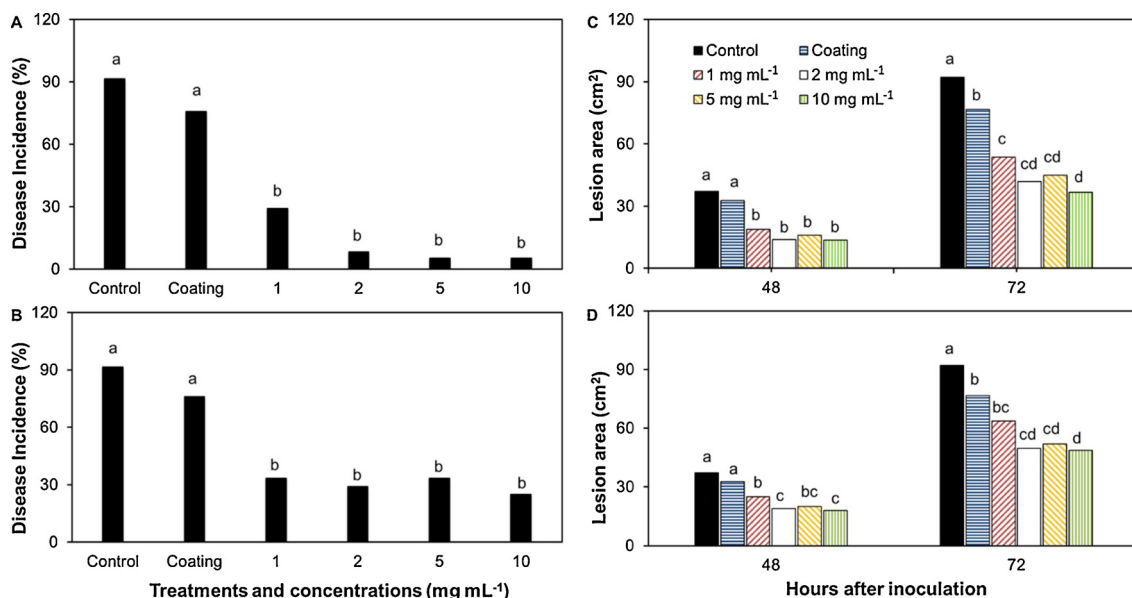 A
Disease Incidence (%)
120
90
60
30
0
a
a
b
b
b
b
Control Coating 1 2 5 10
B
Disease Incidence (%)
120
90
60
30
0
a
a
b
b
b
b
Control Coating 1 2 5 10
Treatments and concentrations (mg mL-1)
C
Lesion area (cm²)
120
90
60
30
0
Control Coating
1 mg mL-1 2 mg mL-1
5 mg mL-1 10 mg mL-1
a a b b b b
a b c cd cd d
48 72
D
Lesion area (cm²)
120
90
60
30
0
a a b c bc c
a b bc cd cd d
48 72
Hours after inoculation